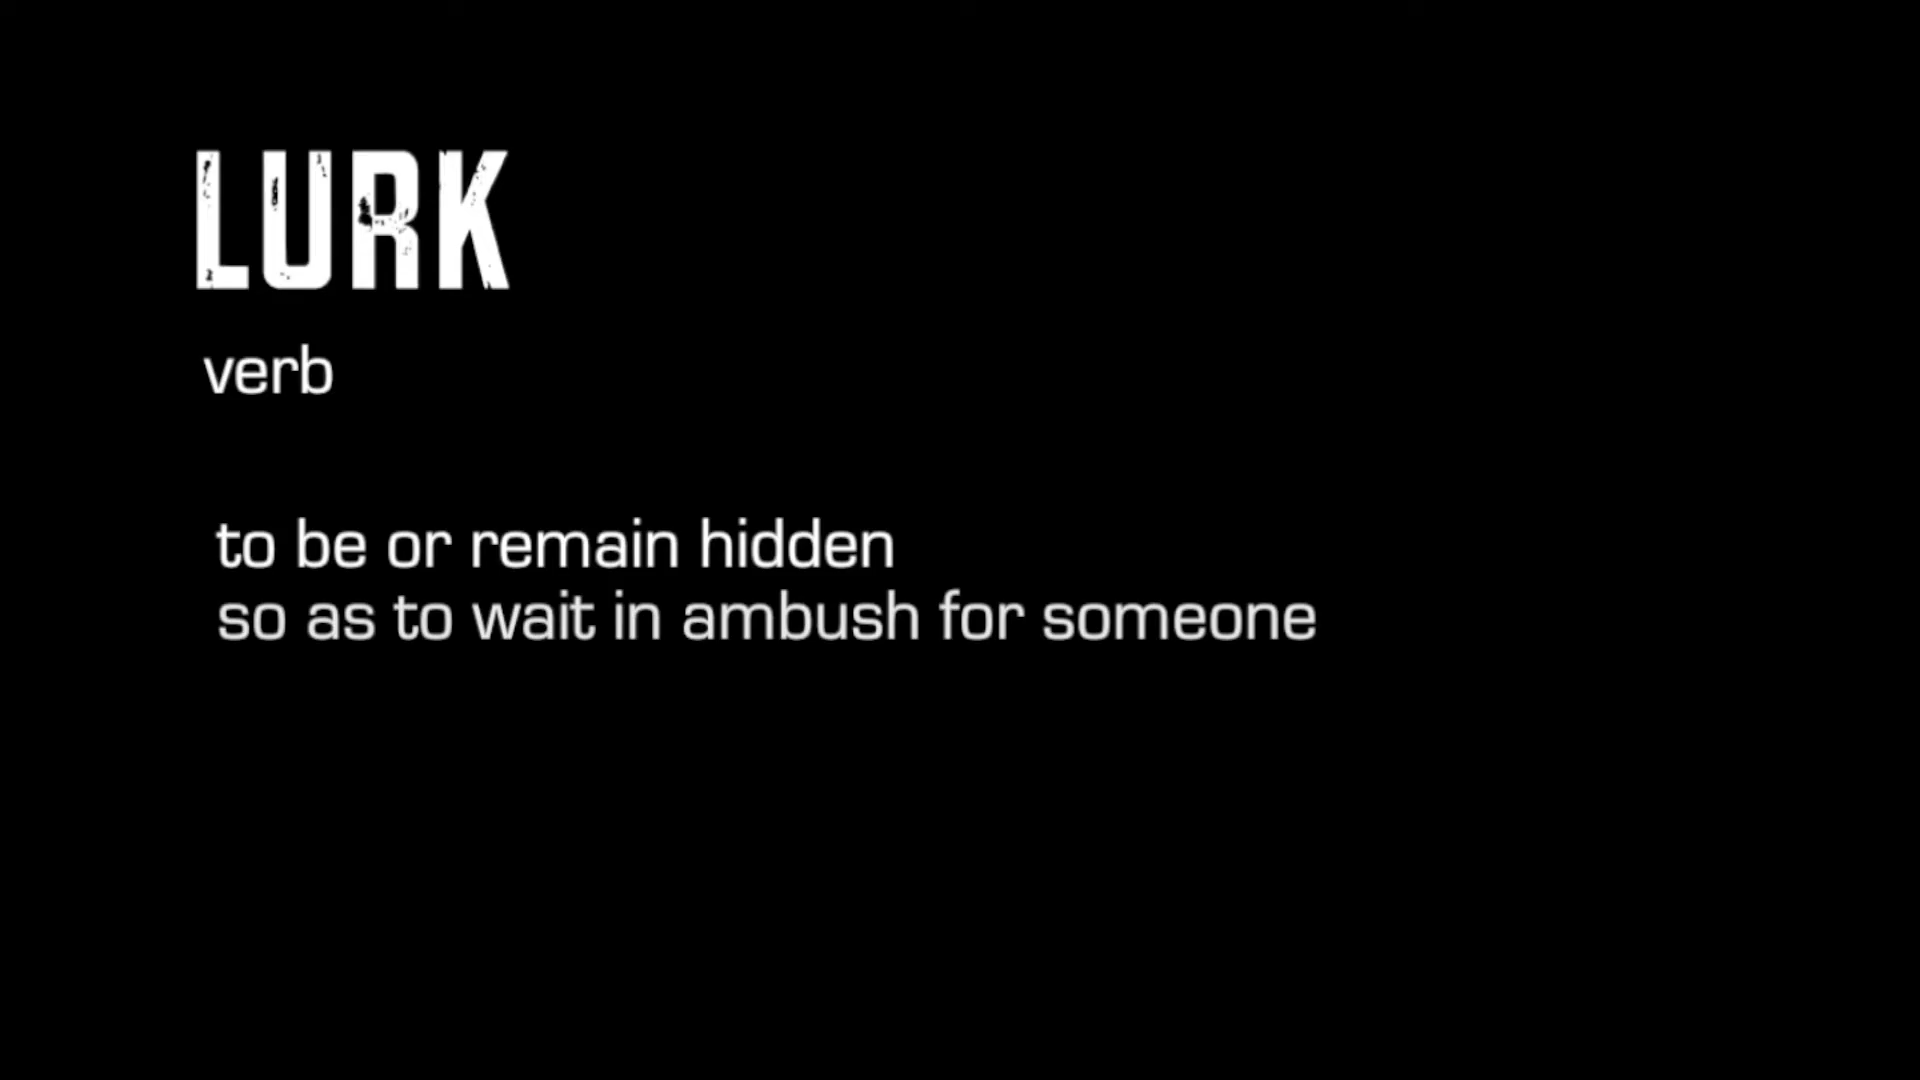 LURK
verb
to be or remain hidden
so as to wait in ambush for someone